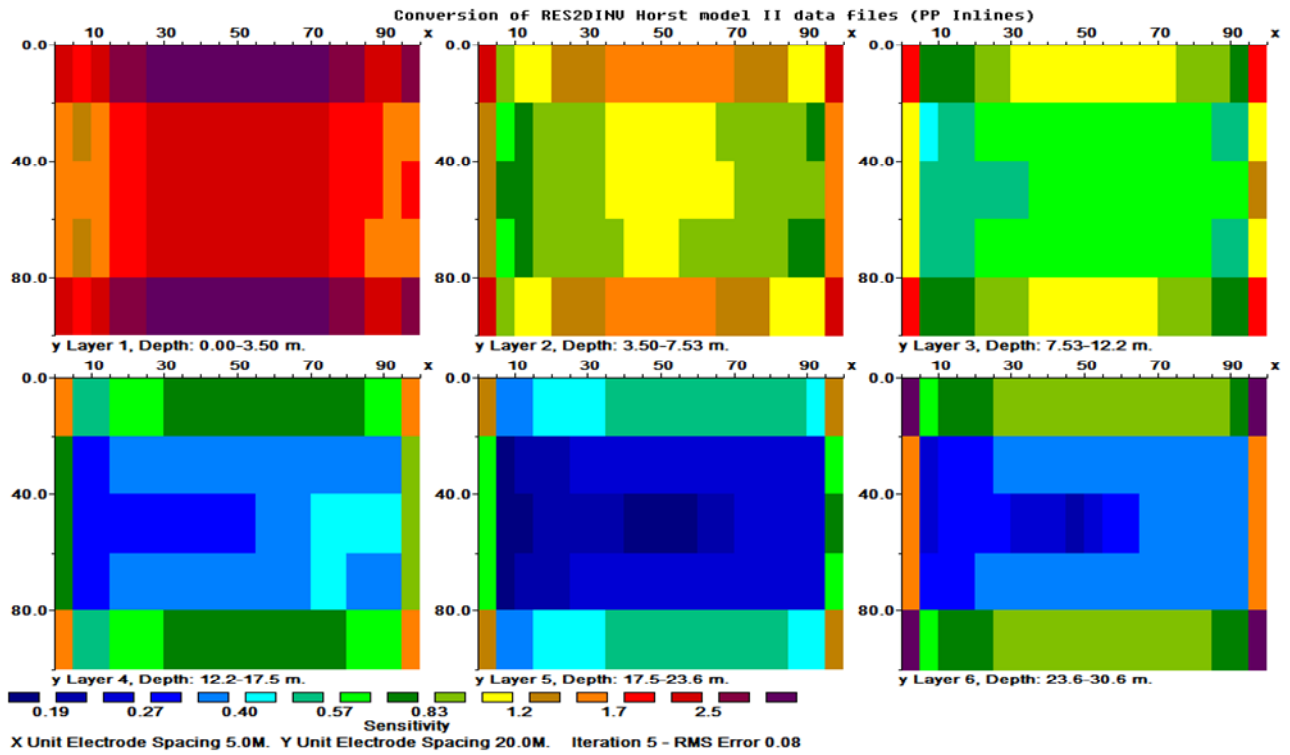 Conversion of RES2DINV Horst model II data files (PP Inlines)
10 30 50 70 90 x
0.0
40.0
80.0
y Layer 1, Depth: 0.00-3.50 m.
10 30 50 70 90 x
0.0
40.0
80.0
y Layer 2, Depth: 3.50-7.53 m.
10 30 50 70 90 x
0.0
40.0
80.0
y Layer 3, Depth: 7.53-12.2 m.
10 30 50 70 90 x
0.0
40.0
80.0
y Layer 4, Depth: 12.2-17.5 m.
10 30 50 70 90 x
0.0
40.0
80.0
y Layer 5, Depth: 17.5-23.6 m.
10 30 50 70 90 x
0.0
40.0
80.0
y Layer 6, Depth: 23.6-30.6 m.
0.19 0.27 0.40 0.57 0.83 1.2 1.7 2.5
Sensitivity
X Unit Electrode Spacing 5.0M. Y Unit Electrode Spacing 20.0M. Iteration 5 - RMS Error 0.08